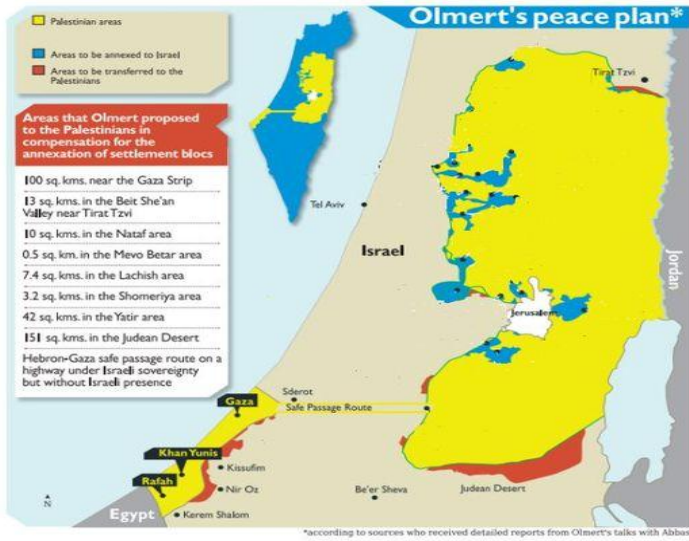 Olmert's peace plan*
Palestinian areas
Areas to be annexed to Israel
Areas to be transferred to the
Palestinians
Areas that Olmert proposed
to the Palestinians in
compensation for the
annexation of settlement blocs
100 sq. kms. near the Gaza Strip
13 sq. kms. in the Beit She'an
Valley near Tirat Tzvi
10 sq. kms. in the Nataf area
0.5 sq. km. in the Mevo Betar area
7.4 sq. kms. in the Lachish area
3.2 sq. kms. in the Shomeriya area
42 sq. kms. in the Yatir area
151 sq. kms. in the Judean Desert
Hebron-Gaza safe passage route on a
highway under Israeli sovereignty
but without Israeli presence
Tirat Tzvi
Tel Aviv
Israel
Jordan
Jerusalem
Sderot
Gaza
Safe Passage Route
Khan Yunis
Kissufim
Rafah
Nir Oz
Be'er Sheva
Judean Desert
N
Egypt
Kerem Shalom
*according to sources who received detailed reports from Olmert's talks with Abbas